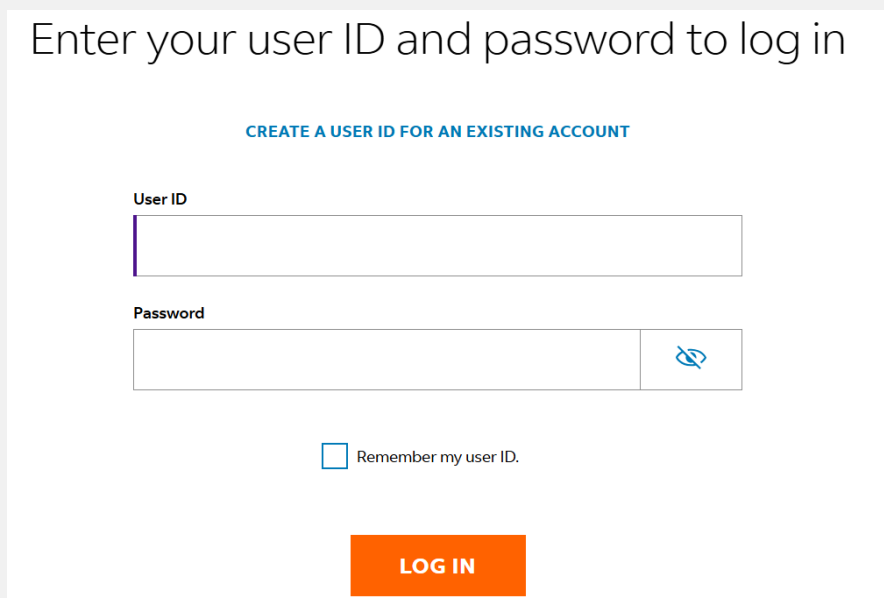 Enter your user ID and password to log in
CREATE A USER ID FOR AN EXISTING ACCOUNT
User ID
Password
Remember my user ID.
LOG IN